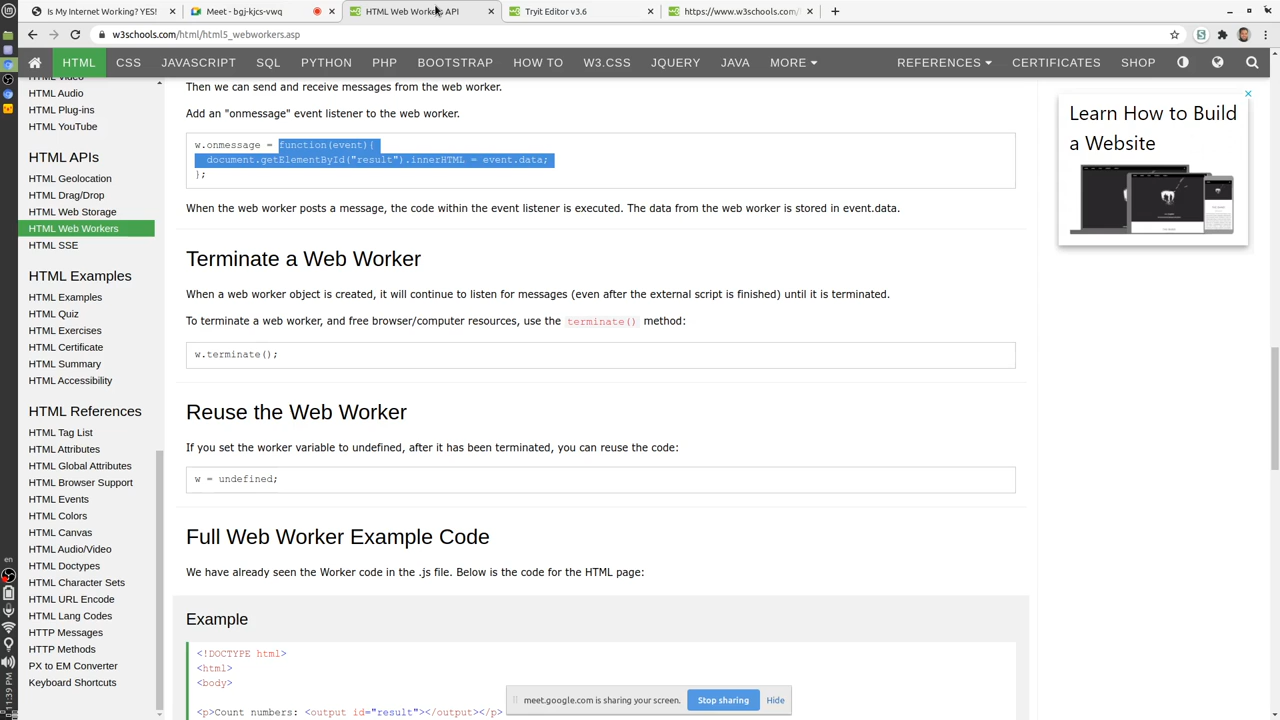 Is My Internet Working? YES!
Meet - bgj-kjcs-vwq
HTML Web Workers API
Tryit Editor v3.6
https://www.w3schools.com/
w3schools.com/html/html5_webworkers.asp
HTML CSS JAVASCRIPT SQL PYTHON PHP BOOTSTRAP HOW TO W3.CSS JQUERY JAVA MORE REFERENCES CERTIFICATES SHOP
HTML Audio
HTML Plug-ins
HTML YouTube
HTML APIs
HTML Geolocation
HTML Drag/Drop
HTML Web Storage
HTML Web Workers
HTML SSE
HTML Examples
HTML Examples
HTML Quiz
HTML Exercises
HTML Certificate
HTML Summary
HTML Accessibility
HTML References
HTML Tag List
HTML Attributes
HTML Global Attributes
HTML Browser Support
HTML Events
HTML Colors
HTML Canvas
HTML Audio/Video
HTML Doctypes
HTML Character Sets
HTML URL Encode
HTML Lang Codes
HTTP Messages
HTTP Methods
PX to EM Converter
Keyboard Shortcuts
Then we can send and receive messages from the web worker.
Add an "onmessage" event listener to the web worker.
w.onmessage = function(event){
document.getElementById("result").innerHTML = event.data;
};
When the web worker posts a message, the code within the event listener is executed. The data from the web worker is stored in event.data.
Terminate a Web Worker
When a web worker object is created, it will continue to listen for messages (even after the external script is finished) until it is terminated.
To terminate a web worker, and free browser/computer resources, use the terminate() method:
w.terminate();
Reuse the Web Worker
If you set the worker variable to undefined, after it has been terminated, you can reuse the code:
w = undefined;
Full Web Worker Example Code
We have already seen the Worker code in the .js file. Below is the code for the HTML page:
Example
<!DOCTYPE html>
<html>
<body>
<p>Count numbers: <output id="result"></output></p>
Learn How to Build
a Website
meet.google.com is sharing your screen.
Stop sharing
Hide
en
11:39 PM